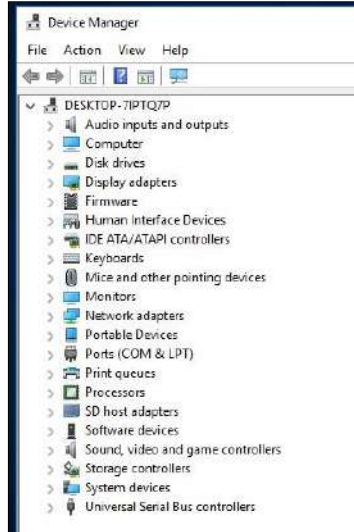 Device Manager
File Action View Help
DESKTOP-7IPTQ7P
Audio inputs and outputs
Computer
Disk drives
Display adapters
Firmware
Human Interface Devices
IDE ATA/ATAPI controllers
Keyboards
Mice and other pointing devices
Monitors
Network adapters
Portable Devices
Ports (COM & LPT)
Print queues
Processors
SD host adapters
Software devices
Sound, video and game controllers
Storage controllers
System devices
Universal Serial Bus controllers